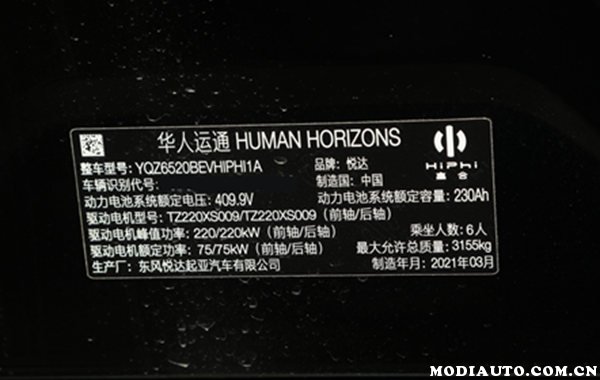 华人运通 HUMAN HORIZONS
HiPhi
高合
整车型号: YQZ6520BEVHIPHI1A
品牌: 悦达
车辆识别代号:
制造国: 中国
动力电池系统额定电压: 409.9V
动力电池系统额定容量: 230Ah
驱动电机型号: TZ220XS009/TZ220XS009 (前轴/后轴)
驱动电机峰值功率: 220/220kW (前轴/后轴)
乘坐人数: 6人
驱动电机额定功率: 75/75kW (前轴/后轴)
最大允许总质量: 3155kg
生产厂: 东风悦达起亚汽车有限公司
制造年月: 2021年03月
MODIAUTO.COM.CN